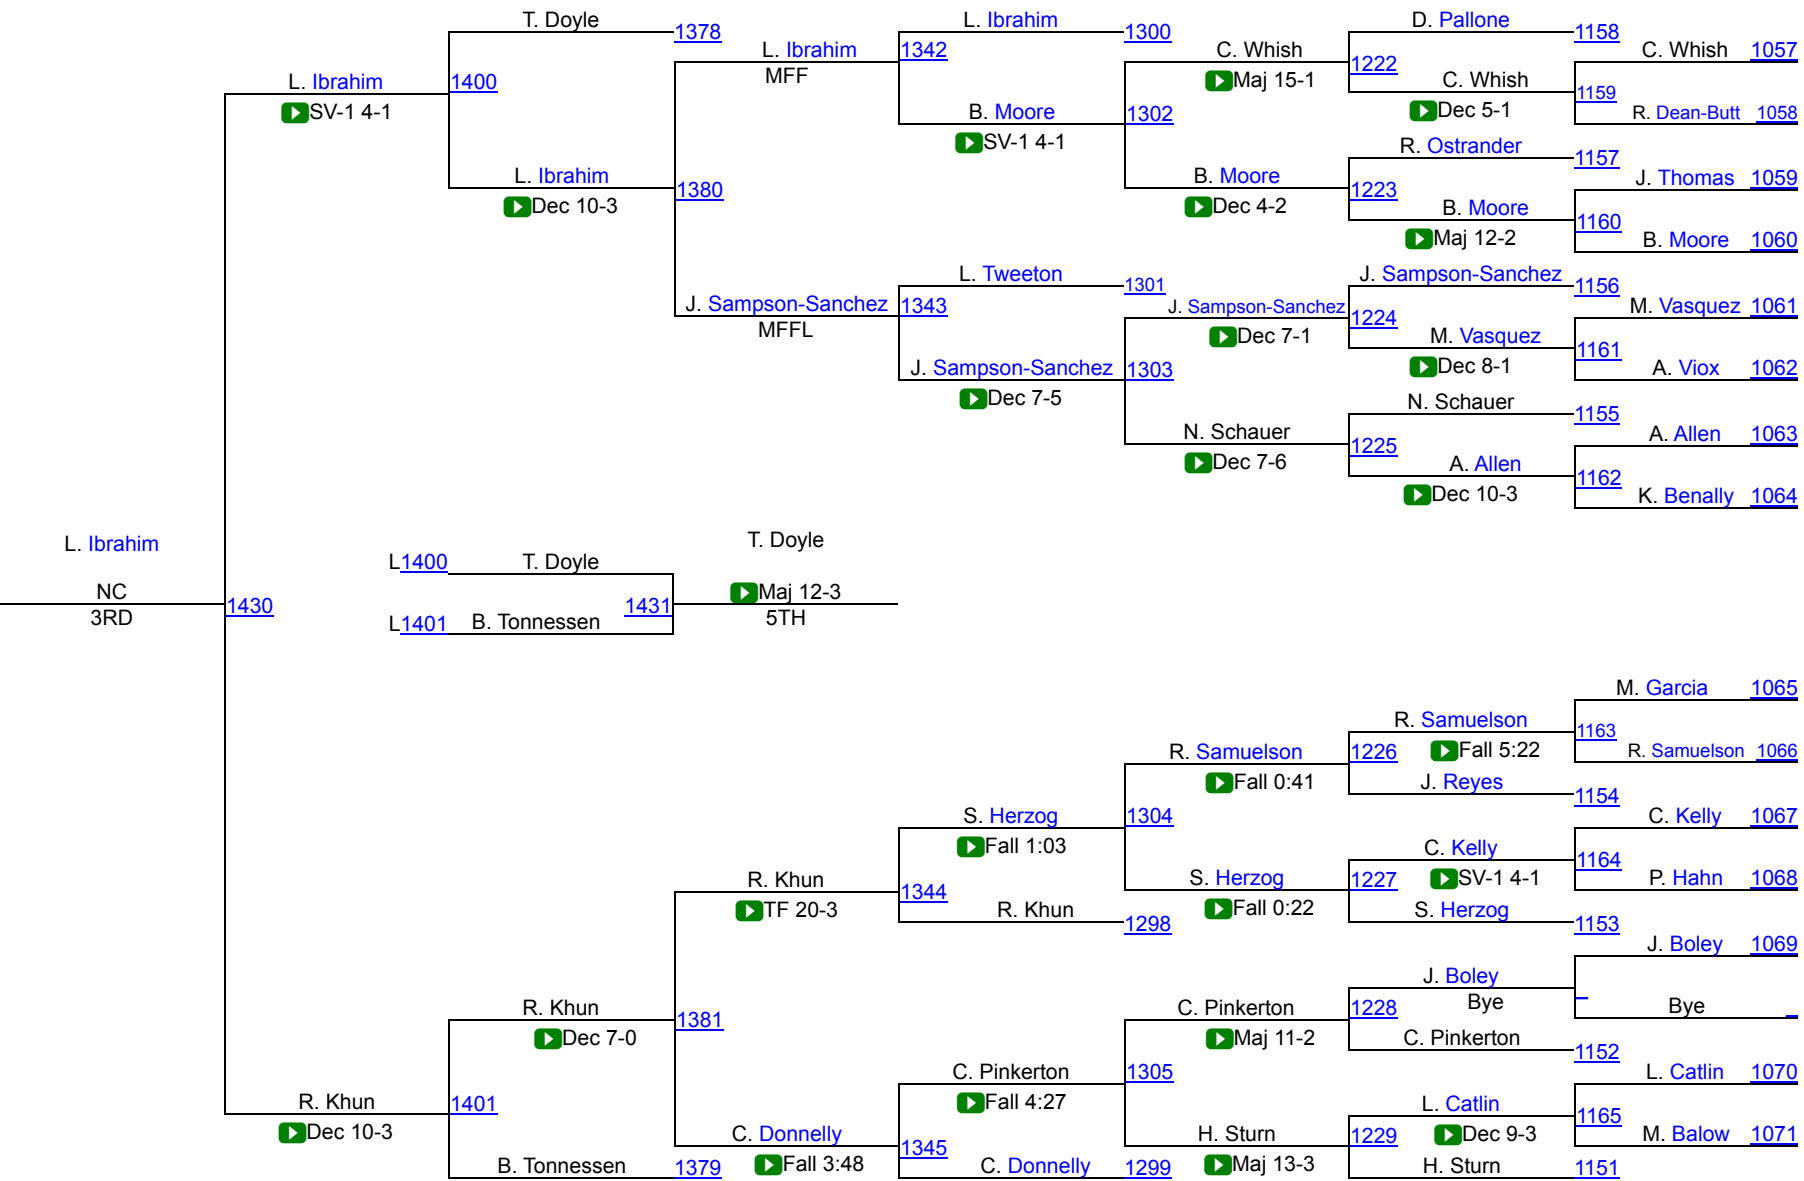 T. Doyle
1378
L. Ibrahim
1300
D. Pallone
1158
L. Ibrahim
MFF
1342
C. Whish
Maj 15-1
1222
C. Whish 1057
L. Ibrahim
SV-1 4-1
1400
C. Whish
Dec 5-1
1159
B. Moore
SV-1 4-1
1302
R. Dean-Butt 1058
R. Ostrander
1157
L. Ibrahim
Dec 10-3
1380
B. Moore
Dec 4-2
1223
J. Thomas 1059
B. Moore
Maj 12-2
1160
B. Moore 1060
L. Tweeton
1301
J. Sampson-Sanchez
1156
J. Sampson-Sanchez
MFFL
1343
J. Sampson-Sanchez
Dec 7-1
1224
M. Vasquez 1061
M. Vasquez
Dec 8-1
1161
J. Sampson-Sanchez
Dec 7-5
1303
A. Viox 1062
N. Schauer
1155
N. Schauer
Dec 7-6
1225
A. Allen 1063
A. Allen
Dec 10-3
1162
K. Benally 1064
L. Ibrahim
NC
3RD
1430
L1400 T. Doyle
L1401 B. Tonnessen
1431
T. Doyle
Maj 12-3
5TH
M. Garcia 1065
R. Samuelson
Fall 5:22
1163
R. Samuelson 1066
R. Samuelson
Fall 0:41
1226
J. Reyes
1154
S. Herzog
Fall 1:03
1304
C. Kelly 1067
C. Kelly
SV-1 4-1
1164
R. Khun
TF 20-3
1344
S. Herzog
Fall 0:22
1227
P. Hahn 1068
R. Khun
1298
S. Herzog
1153
J. Boley 1069
J. Boley
Bye
Bye
R. Khun
Dec 7-0
1381
C. Pinkerton
Maj 11-2
1228
C. Pinkerton
1152
C. Pinkerton
Fall 4:27
1305
L. Catlin 1070
R. Khun
Dec 10-3
1401
L. Catlin
Dec 9-3
1165
C. Donnelly
Fall 3:48
1345
H. Sturn
Maj 13-3
1229
M. Balow 1071
B. Tonnessen
1379
C. Donnelly
1299
H. Sturn
1151